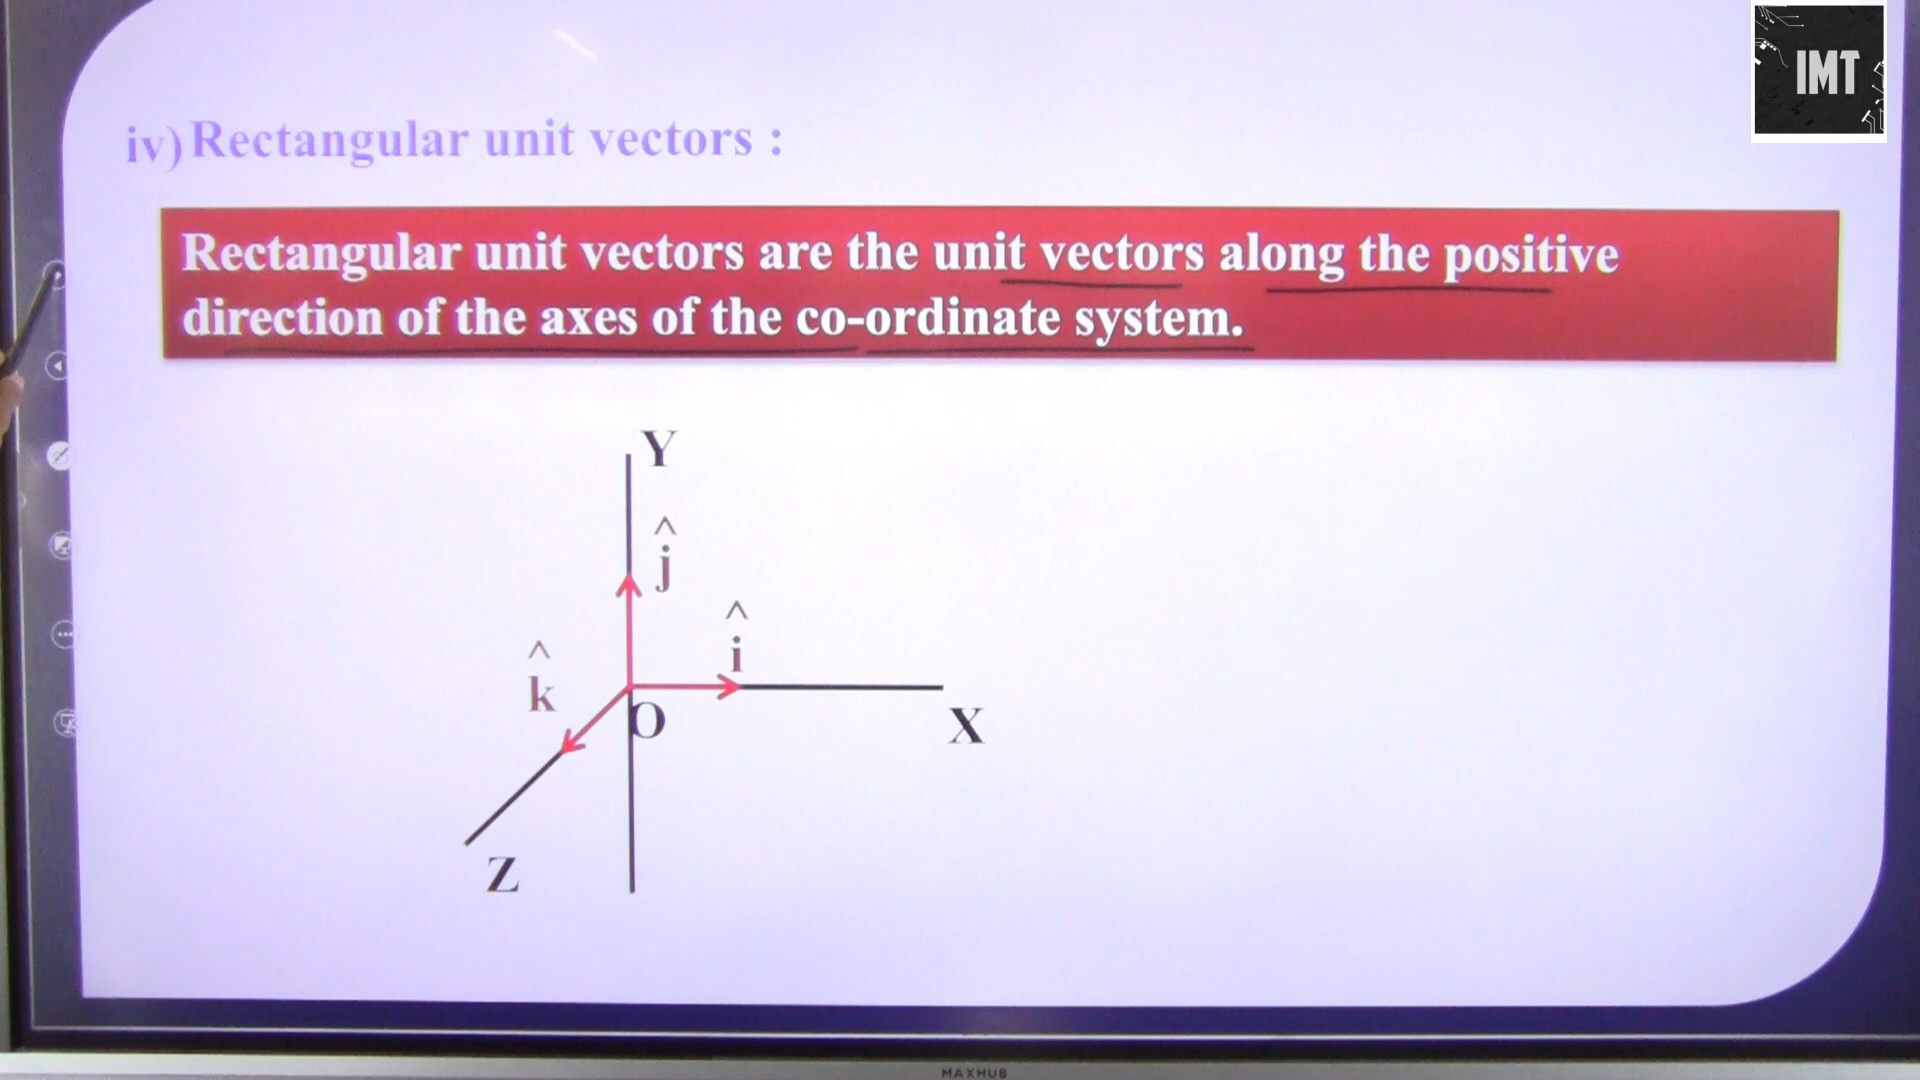 IMT
iv) Rectangular unit vectors :
Rectangular unit vectors are the unit vectors along the positive
direction of the axes of the co-ordinate system.
Y
^
j
^
i
^
k
O
X
Z
MAXHUB